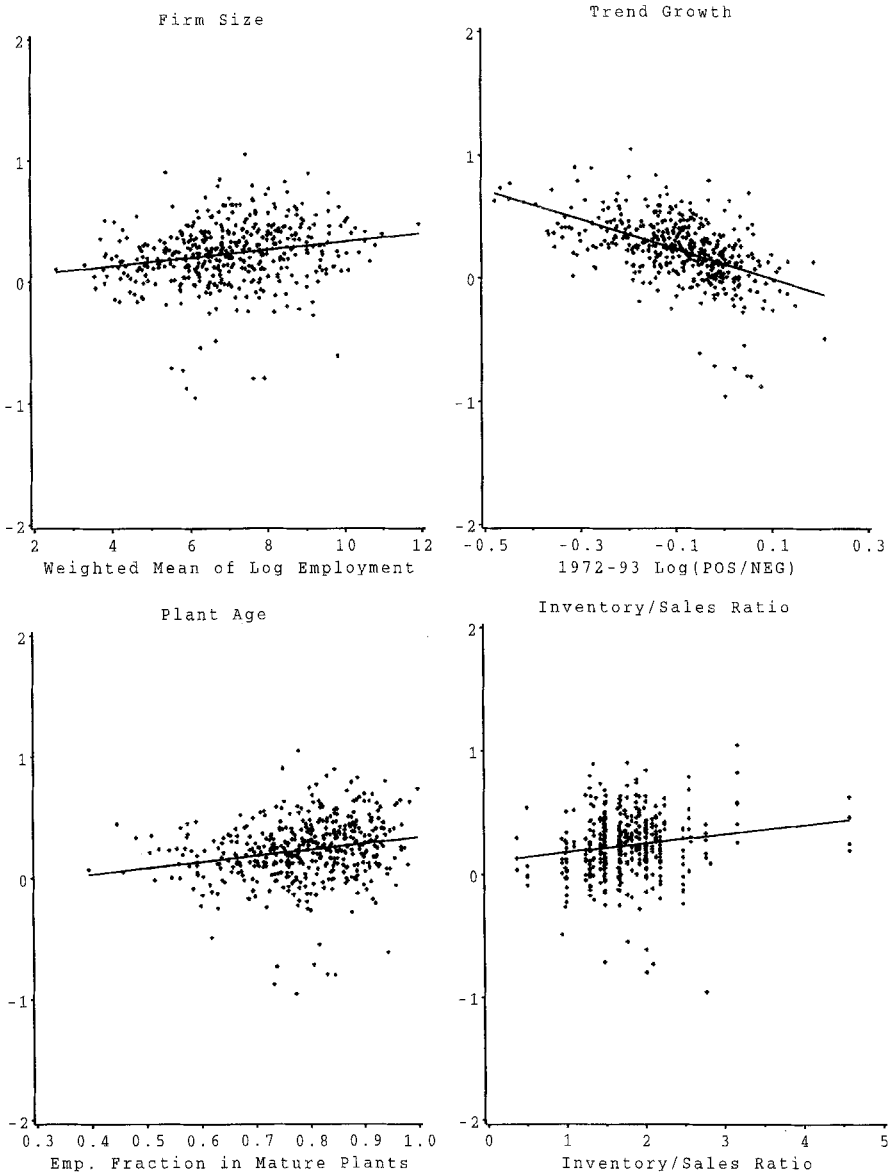 Firm Size
2
1
0
-1
-2
2 4 6 8 10 12
Weighted Mean of Log Employment
Trend Growth
2
1
0
-1
-2
-0.5 -0.3 -0.1 0.1 0.3
1972-93 Log(POS/NEG)
Plant Age
2
1
0
-1
-2
0.3 0.4 0.5 0.6 0.7 0.8 0.9 1.0
Emp. Fraction in Mature Plants
Inventory/Sales Ratio
2
1
0
-1
-2
0 1 2 3 4 5
Inventory/Sales Ratio